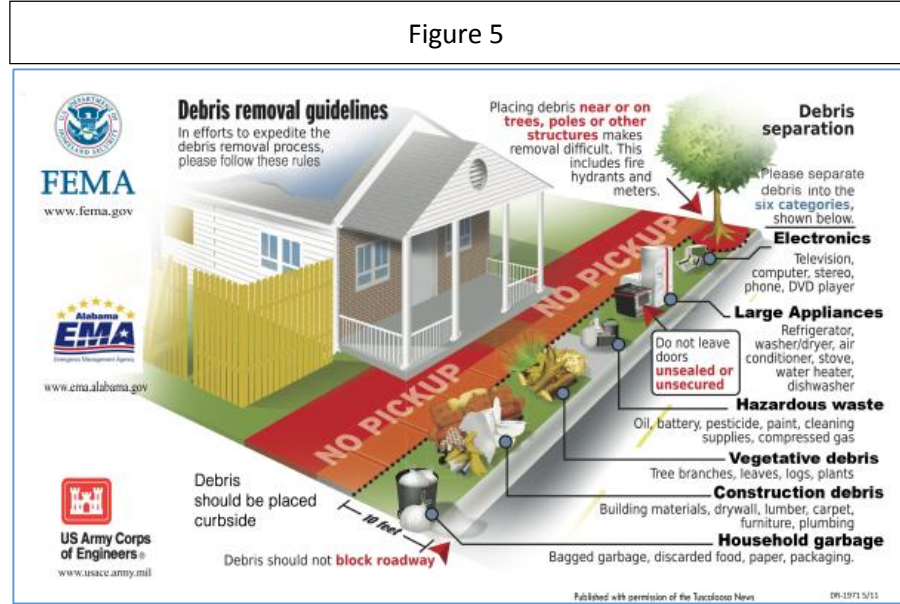 Figure 5
U.S. DEPARTMENT OF
HOMELAND SECURITY
FEMA
www.fema.gov
Alabama
EMA
Emergency Management Agency
www.ema.alabama.gov
US Army Corps
of Engineers®
www.usace.army.mil
Debris removal guidelines
In efforts to expedite the
debris removal process,
please follow these rules
Placing debris near or on
trees, poles or other
structures makes
removal difficult. This
includes fire
hydrants and
meters.
Debris
separation
Please separate
debris into the
six categories,
shown below.
Electronics
Television,
computer, stereo,
phone, DVD player
Large Appliances
Refrigerator,
washer/dryer, air
conditioner, stove,
water heater,
dishwasher
Do not leave
doors
unsealed or
unsecured
Hazardous waste
Oil, battery, pesticide, paint, cleaning
supplies, compressed gas
Vegetative debris
Tree branches, leaves, logs, plants
Construction debris
Building materials, drywall, lumber, carpet,
furniture, plumbing
Household garbage
Bagged garbage, discarded food, paper, packaging.
NO PICKUP
NO PICKUP
Debris
should be placed
curbside
10 feet
Debris should not block roadway
Published with permission of the Tuscaloosa News
DR-1971 5/11